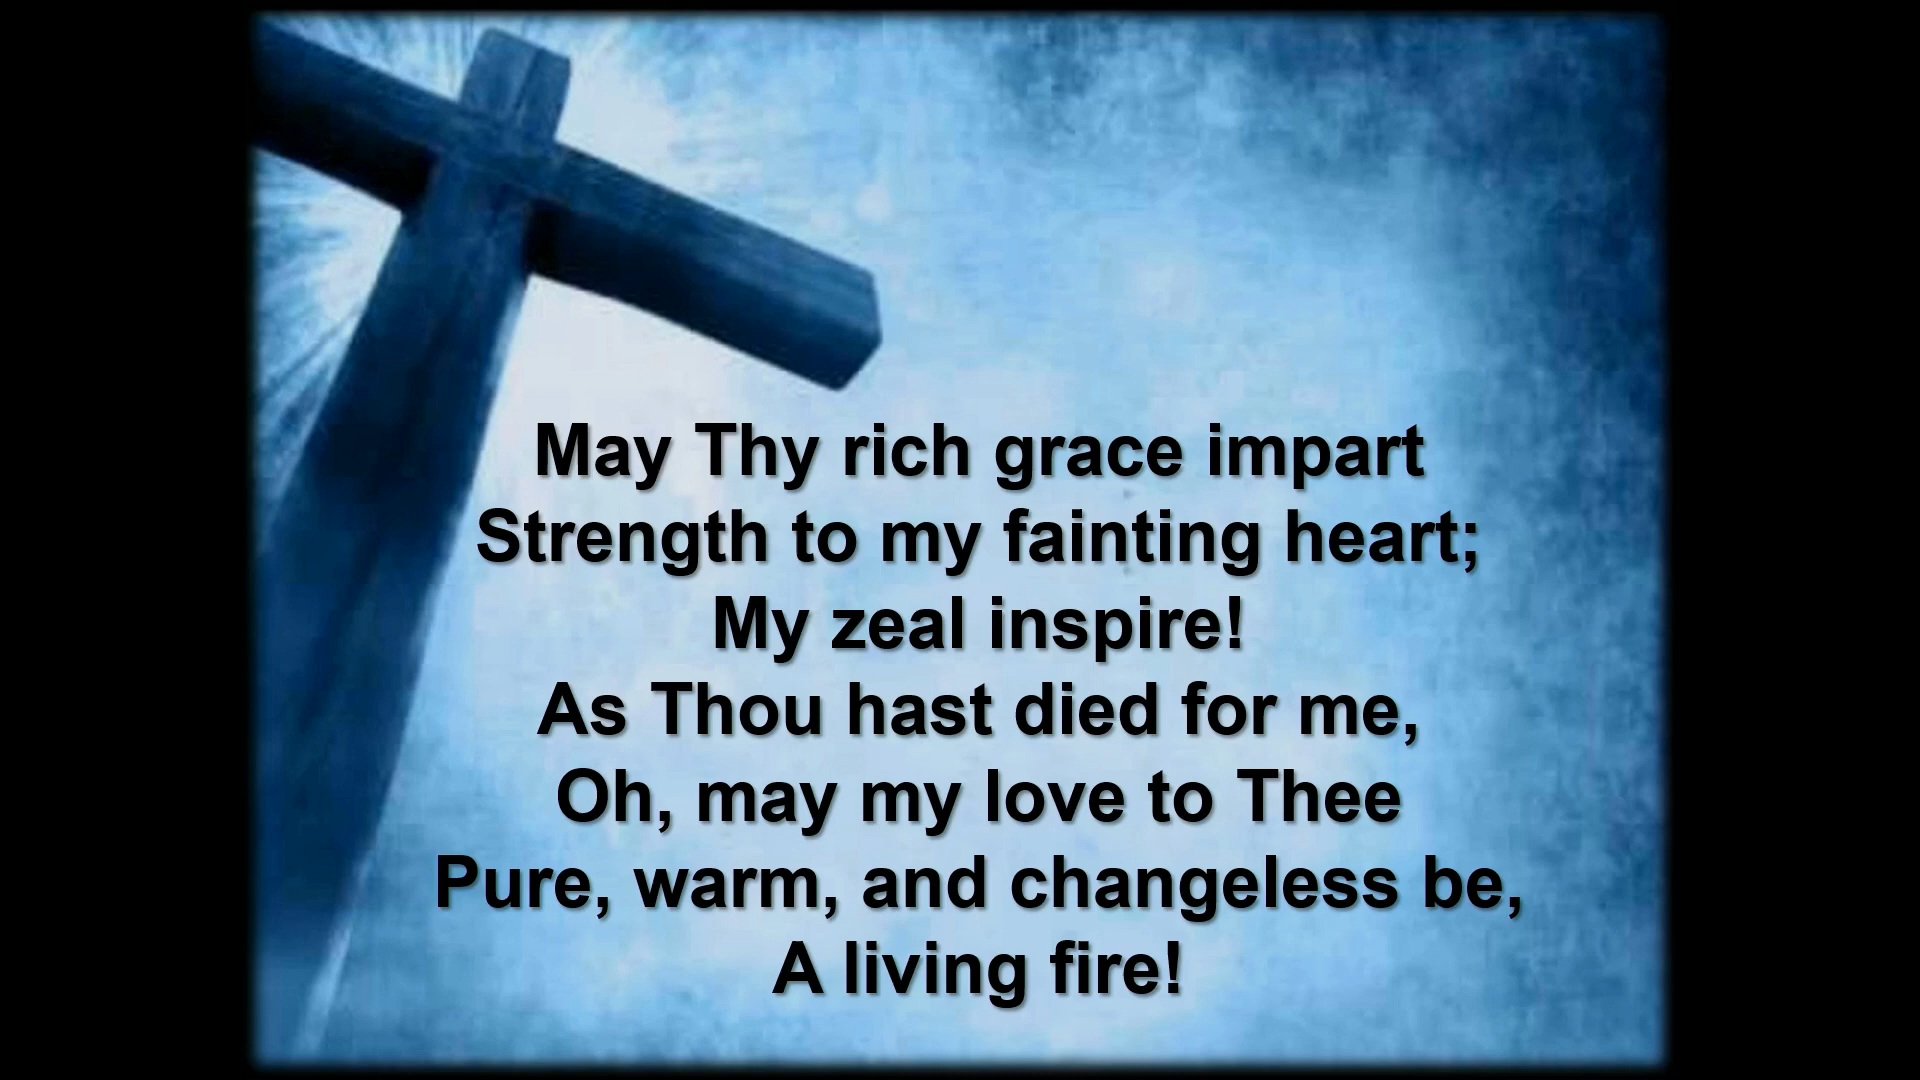 May Thy rich grace impart
Strength to my fainting heart;
My zeal inspire!
As Thou hast died for me,
Oh, may my love to Thee
Pure, warm, and changeless be,
A living fire!